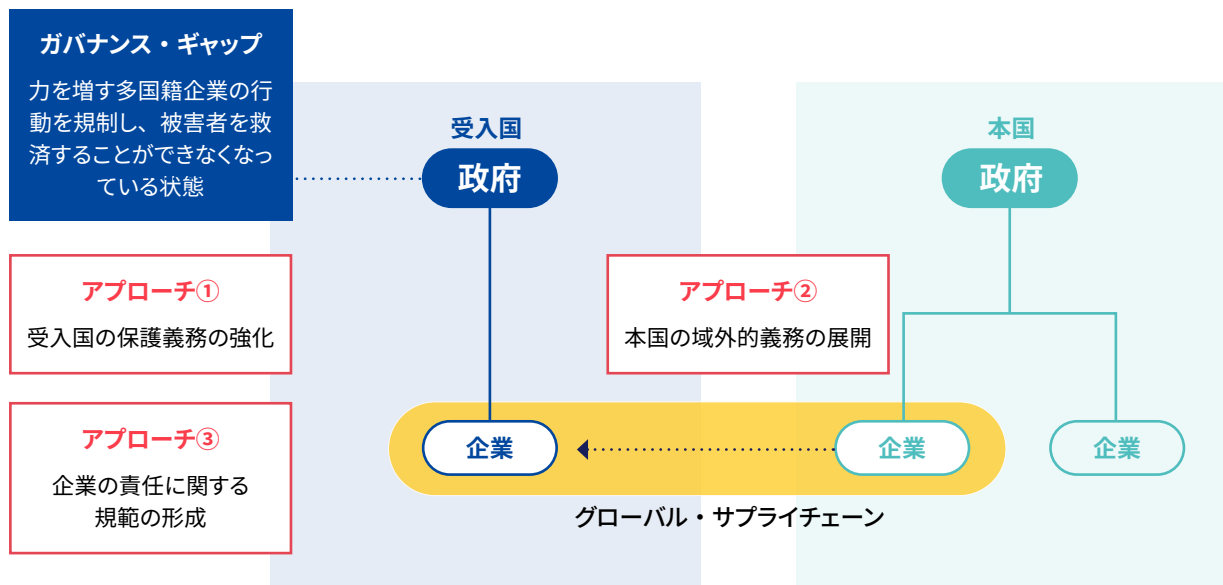 ガバナンス・ギャップ
力を増す多国籍企業の行
動を規制し、被害者を救
済することができなくなっ
ている状態
受入国
政府
本国
政府
アプローチ①
受入国の保護義務の強化
アプローチ②
本国の域外的義務の展開
アプローチ③
企業の責任に関する
規範の形成
企業
企業
企業
グローバル・サプライチェーン